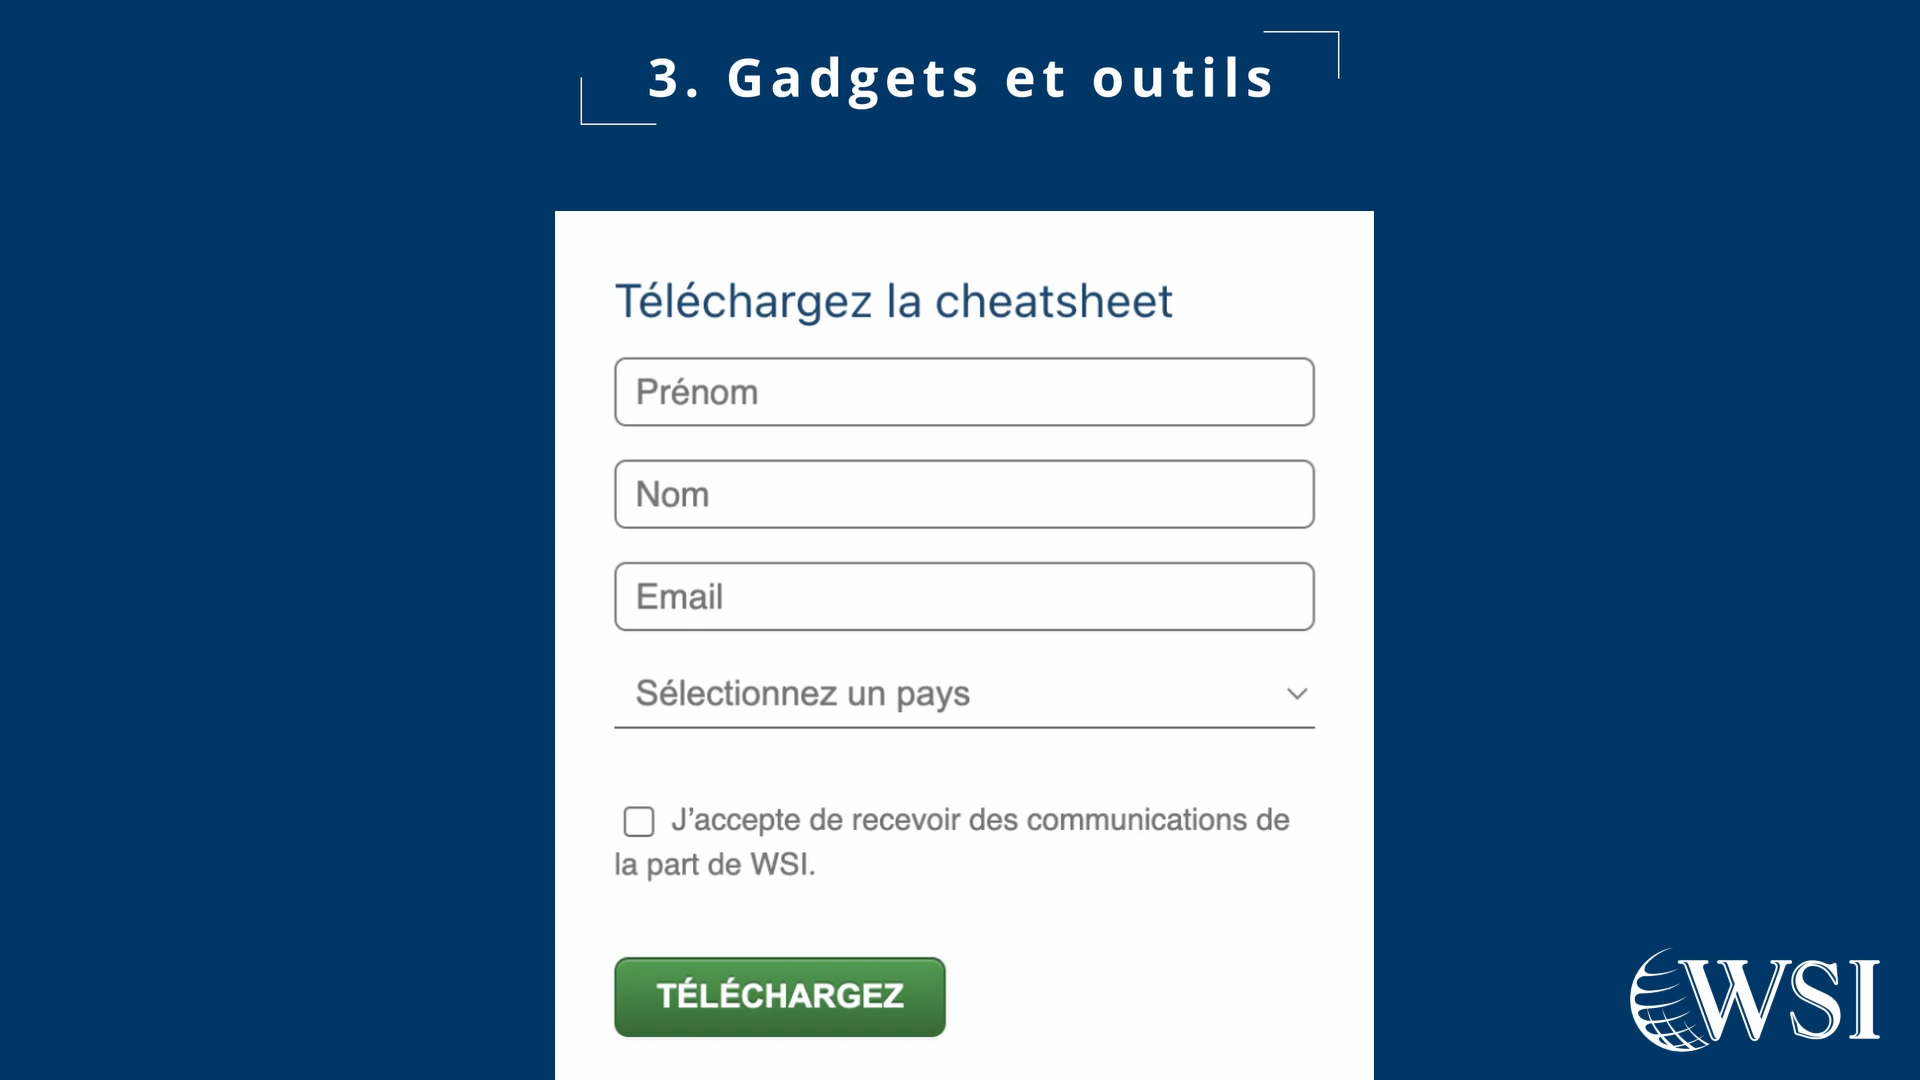 3. Gadgets et outils
Téléchargez la cheatsheet
Prénom
Nom
Email
Sélectionnez un pays
J’accepte de recevoir des communications de
la part de WSI.
TÉLÉCHARGEZ
WSI